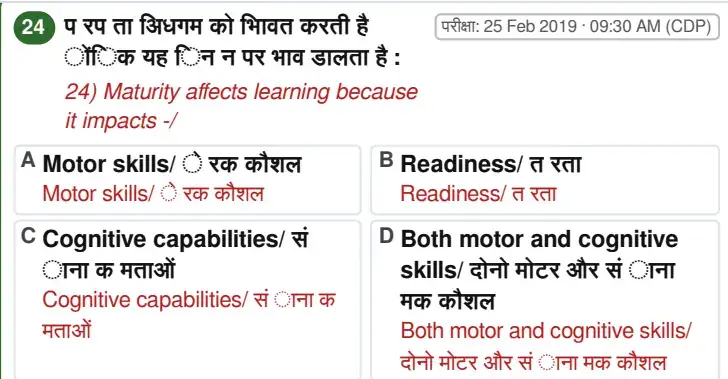 24 प रप ता अिधगम को भिावत करती है
परीक्षा: 25 Feb 2019 · 09:30 AM (CDP)
ोंिक यह िन न पर भाव डालता है :
24) Maturity affects learning because
it impacts -/
A Motor skills/ े रक कौशल
Motor skills/ े रक कौशल
B Readiness/ त रता
Readiness/ त रता
C Cognitive capabilities/ सं
ाना क मताओं
Cognitive capabilities/ सं ाना क
मताओं
D Both motor and cognitive
skills/ दोनो मोटर और सं ाना
मक कौशल
Both motor and cognitive skills/
दोनो मोटर और सं ाना मक कौशल